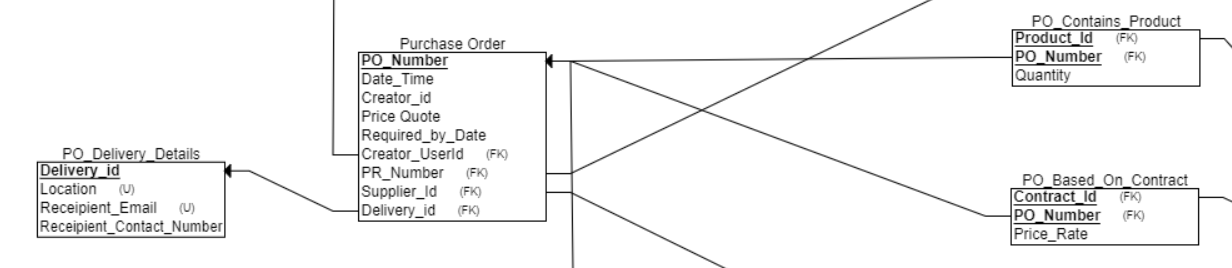 PO_Contains_Product
Product_Id (FK)
PO_Number (FK)
Quantity
Purchase Order
PO_Number
Date_Time
Creator_id
Price Quote
Required_by_Date
Creator_UserId (FK)
PR_Number (FK)
Supplier_Id (FK)
Delivery_id (FK)
PO_Delivery_Details
Delivery_id
Location (U)
Receipient_Email (U)
Receipient_Contact_Number
PO_Based_On_Contract
Contract_Id (FK)
PO_Number (FK)
Price_Rate